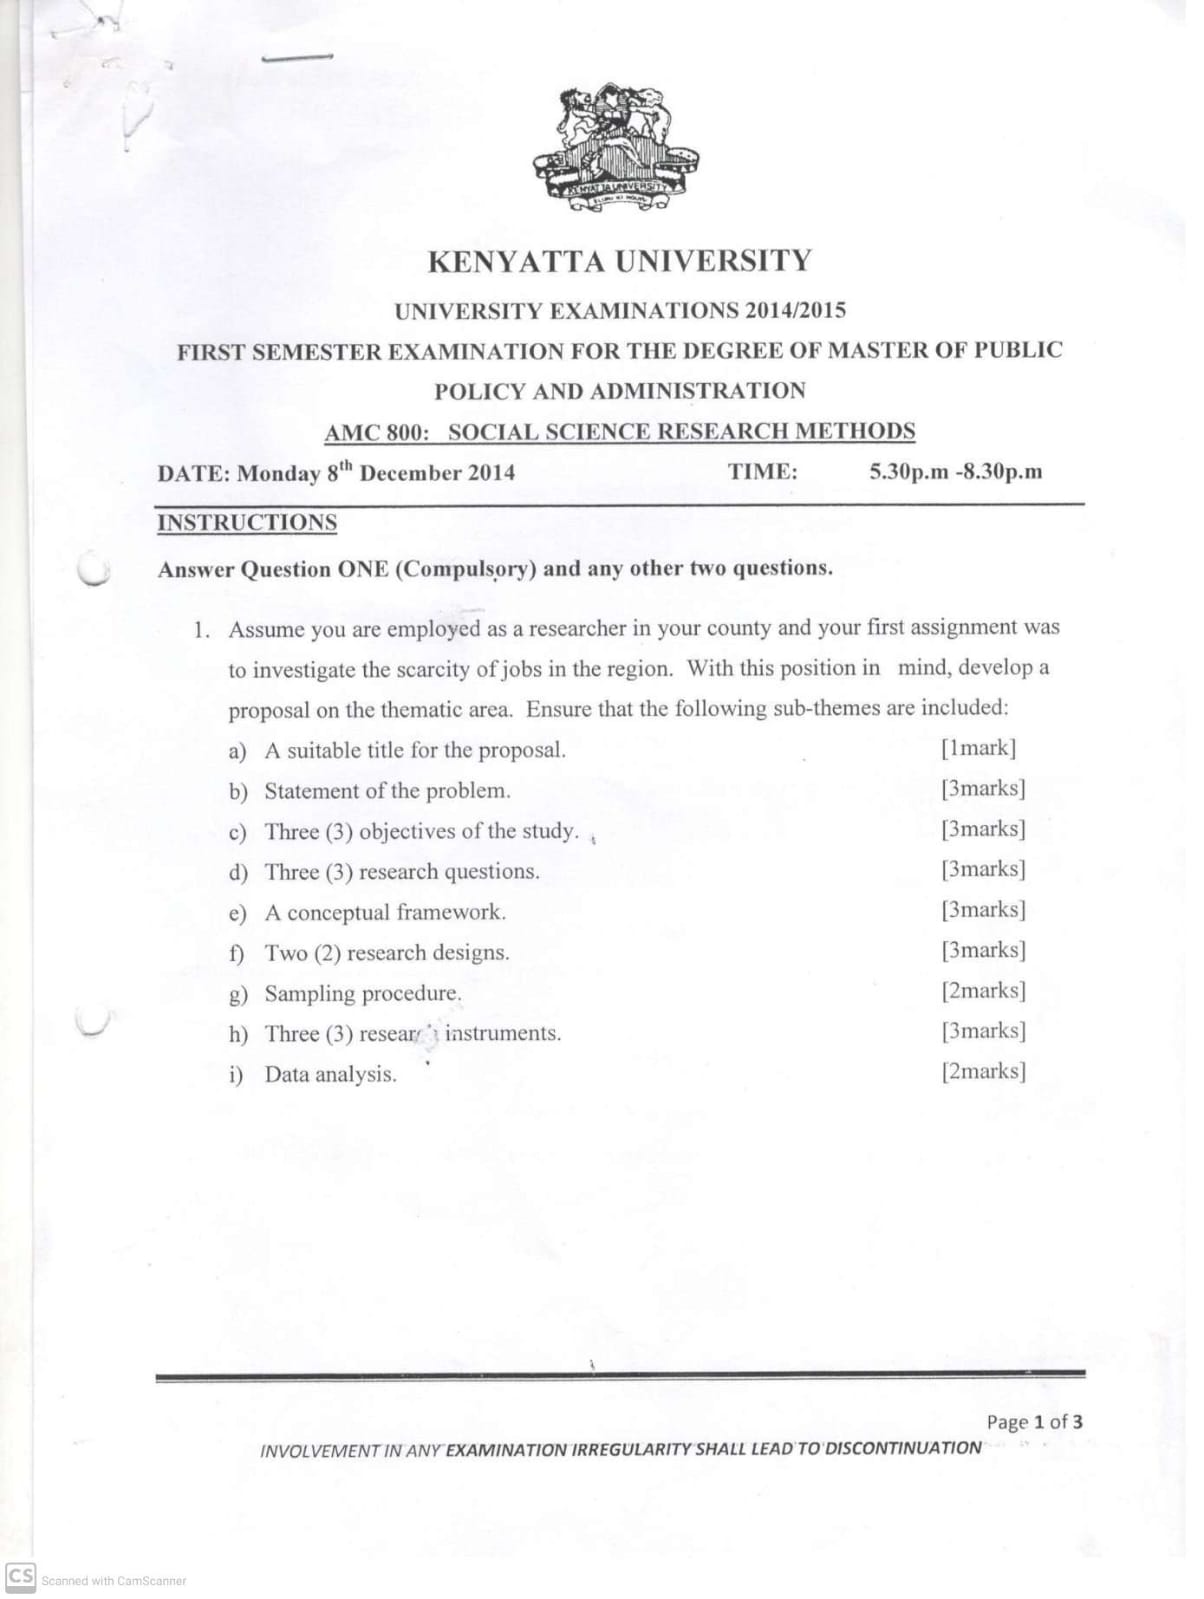 KENYATTA UNIVERSITY
KENYATTA UNIVERSITY
UNIVERSITY EXAMINATIONS 2014/2015
FIRST SEMESTER EXAMINATION FOR THE DEGREE OF MASTER OF PUBLIC
POLICY AND ADMINISTRATION
AMC 800: SOCIAL SCIENCE RESEARCH METHODS
DATE: Monday 8th December 2014 TIME: 5.30p.m -8.30p.m
INSTRUCTIONS
Answer Question ONE (Compulsory) and any other two questions.
1. Assume you are employed as a researcher in your county and your first assignment was
to investigate the scarcity of jobs in the region. With this position in mind, develop a
proposal on the thematic area. Ensure that the following sub-themes are included:
a) A suitable title for the proposal. [1mark]
b) Statement of the problem. [3marks]
c) Three (3) objectives of the study. [3marks]
d) Three (3) research questions. [3marks]
e) A conceptual framework. [3marks]
f) Two (2) research designs. [3marks]
g) Sampling procedure. [2marks]
h) Three (3) research instruments. [3marks]
i) Data analysis. [2marks]
Page 1 of 3
INVOLVEMENT IN ANY EXAMINATION IRREGULARITY SHALL LEAD TO DISCONTINUATION
CS Scanned with CamScanner